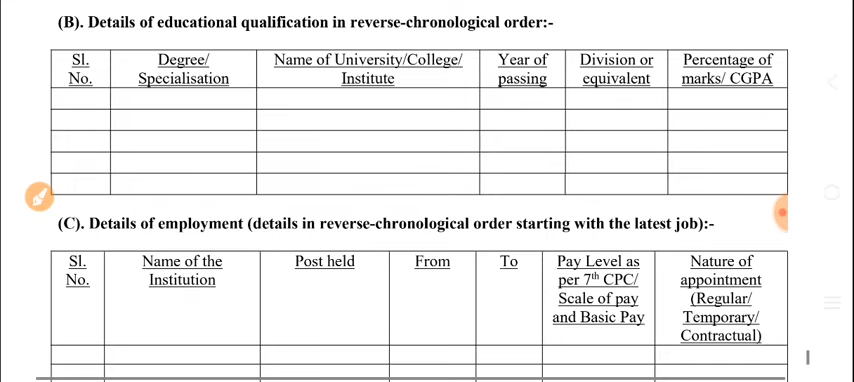 (B). Details of educational qualification in reverse-chronological order:-
Sl. Degree/ Name of University/College/ Year of Division or Percentage of
No. Specialisation Institute passing equivalent marks/ CGPA
(C). Details of employment (details in reverse-chronological order starting with the latest job):-
Sl. Name of the Post held From To Pay Level as Nature of
No. Institution per 7th CPC/ appointment
Scale of pay (Regular/
and Basic Pay Temporary/
Contractual)